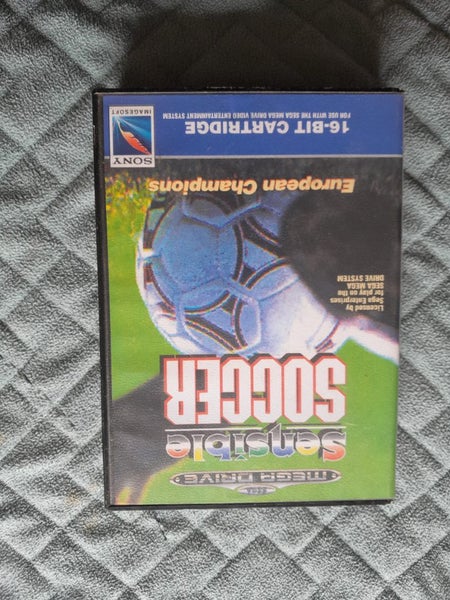 SEGA
MEGA DRIVE
Sensible
SOCCER
Licensed by
Sega Enterprises
for play on the
SEGA MEGA
DRIVE SYSTEM
European Champions
16-BIT CARTRIDGE
FOR USE WITH THE SEGA MEGA DRIVE VIDEO ENTERTAINMENT SYSTEM
SONY
IMAGESOFT